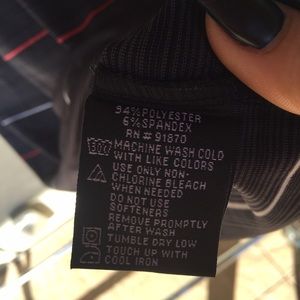 94% POLYESTER
6% SPANDEX
RN # 91870
MACHINE WASH COLD
WITH LIKE COLORS
USE ONLY NON-
CHLORINE BLEACH
WHEN NEEDED
DO NOT USE
SOFTENERS
REMOVE PROMPTLY
AFTER WASH
TUMBLE DRY LOW
TOUCH UP WITH
COOL IRON